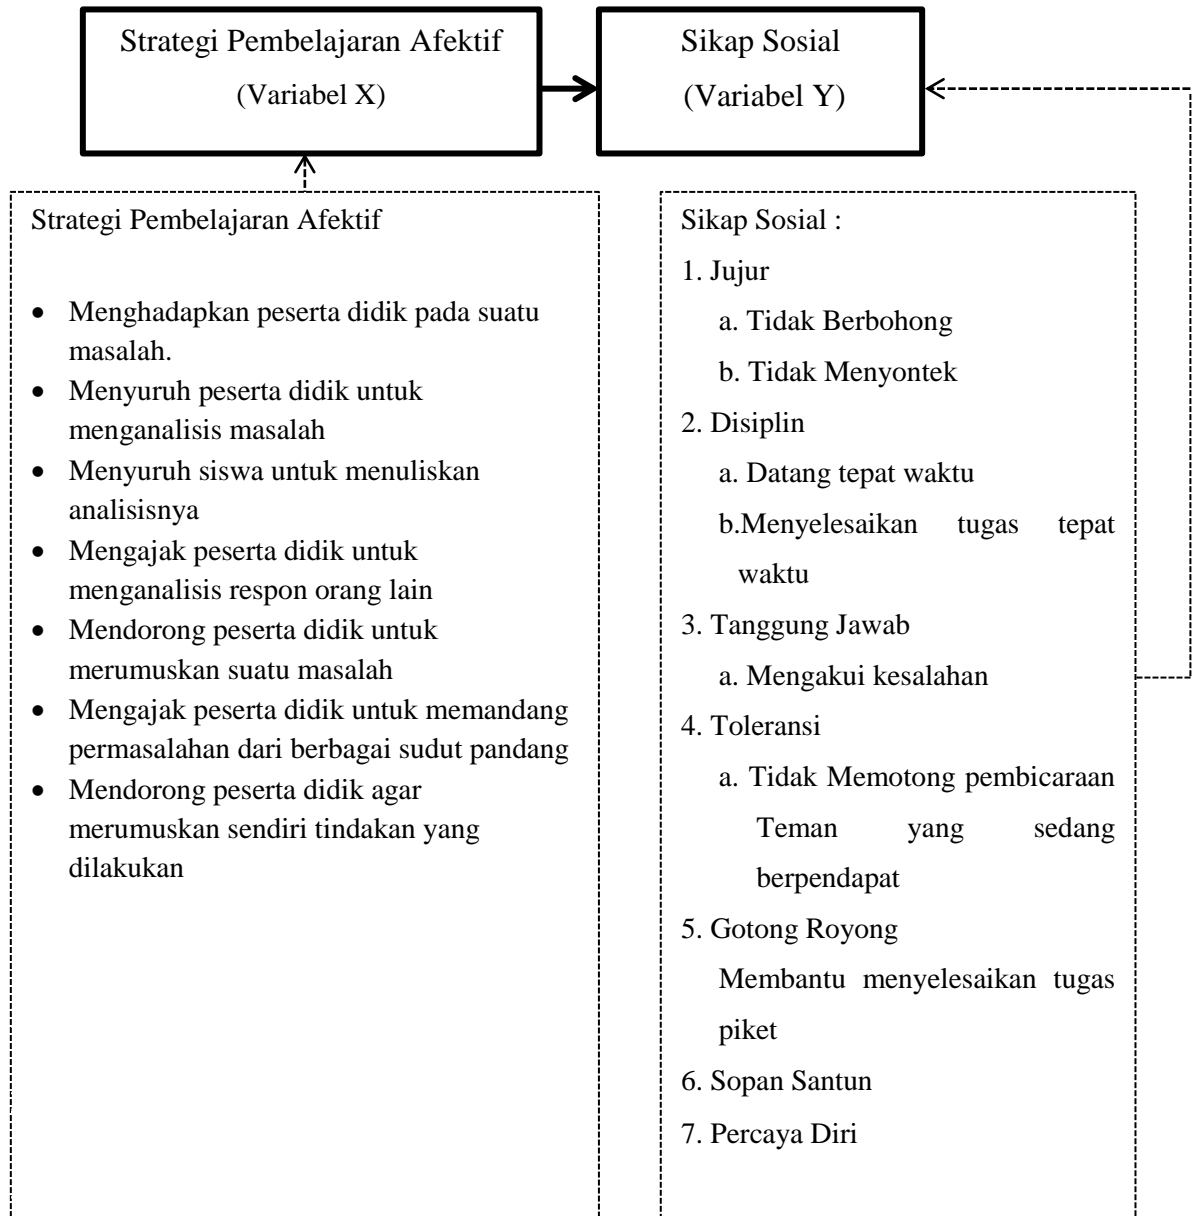 Strategi Pembelajaran Afektif
(Variabel X)
Sikap Sosial
(Variabel Y)
Strategi Pembelajaran Afektif
• Menghadapkan peserta didik pada suatu
masalah.
• Menyuruh peserta didik untuk
menganalisis masalah
• Menyuruh siswa untuk menuliskan
analisisnya
• Mengajak peserta didik untuk
menganalisis respon orang lain
• Mendorong peserta didik untuk
merumuskan suatu masalah
• Mengajak peserta didik untuk memandang
permasalahan dari berbagai sudut pandang
• Mendorong peserta didik agar
merumuskan sendiri tindakan yang
dilakukan
Sikap Sosial :
1. Jujur
a. Tidak Berbohong
b. Tidak Menyontek
2. Disiplin
a. Datang tepat waktu
b.Menyelesaikan tugas tepat
waktu
3. Tanggung Jawab
a. Mengakui kesalahan
4. Toleransi
a. Tidak Memotong pembicaraan
Teman yang sedang
berpendapat
5. Gotong Royong
Membantu menyelesaikan tugas
piket
6. Sopan Santun
7. Percaya Diri